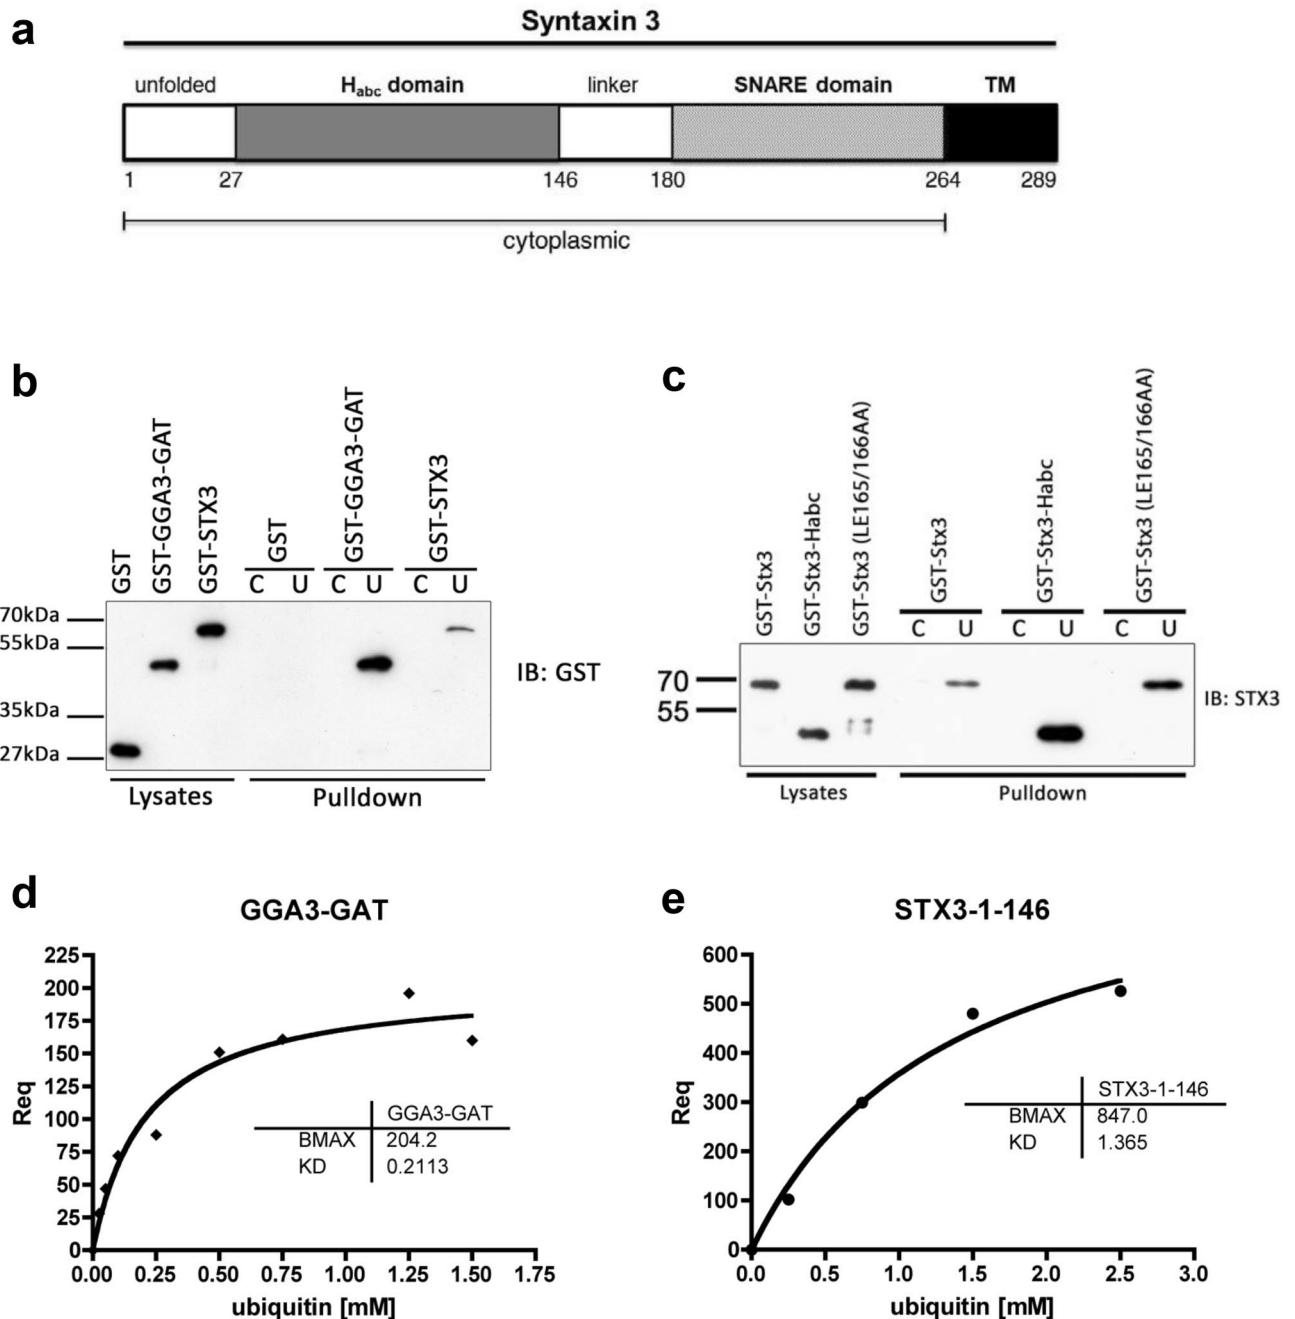 a
Syntaxin 3
unfolded Habc domain linker SNARE domain TM
1 27 146 180 264 289
cytoplasmic
b
GST
GST-GGA3-GAT
GST-STX3
GST
GST-GGA3-GAT
GST-STX3
C U C U C U
70kDa
55kDa
35kDa
27kDa
IB: GST
Lysates Pulldown
c
GST-Stx3
GST-Stx3-Habc
GST-Stx3 (LE165/166AA)
GST-Stx3
GST-Stx3-Habc
GST-Stx3 (LE165/166AA)
C U C U C U
70
55
IB: STX3
Lysates Pulldown
d
GGA3-GAT
225
200
175
150
125
100
75
50
25
0
Req
0.00 0.25 0.50 0.75 1.00 1.25 1.50 1.75
ubiquitin [mM]
GGA3-GAT
BMAX 204.2
KD 0.2113
e
STX3-1-146
600
500
400
300
200
100
0
Req
0.0 0.5 1.0 1.5 2.0 2.5 3.0
ubiquitin [mM]
STX3-1-146
BMAX 847.0
KD 1.365